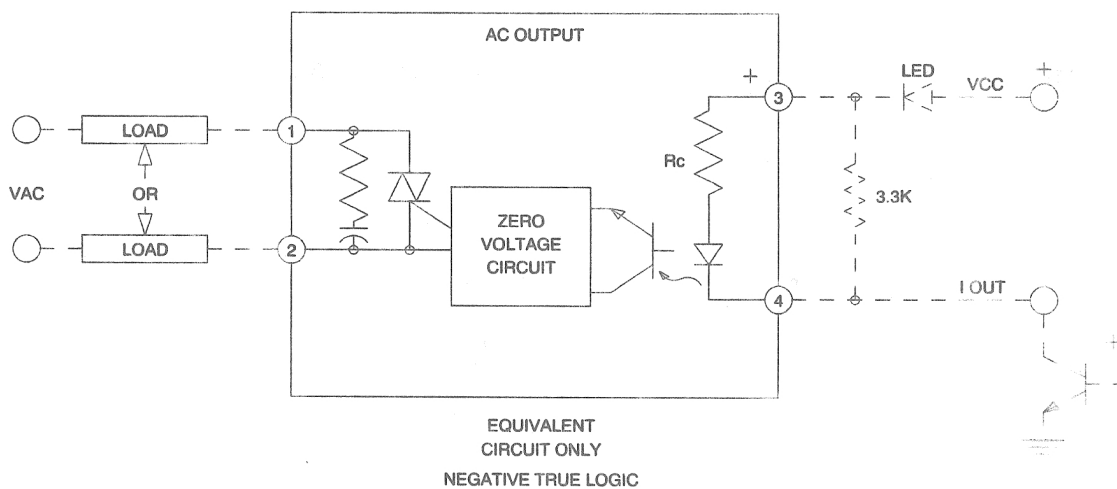 AC OUTPUT
+
3
LED
VCC
+
1
LOAD
Rc
3.3K
VAC
OR
LOAD
2
ZERO
VOLTAGE
CIRCUIT
4
I OUT
+
-
EQUIVALENT
CIRCUIT ONLY
NEGATIVE TRUE LOGIC